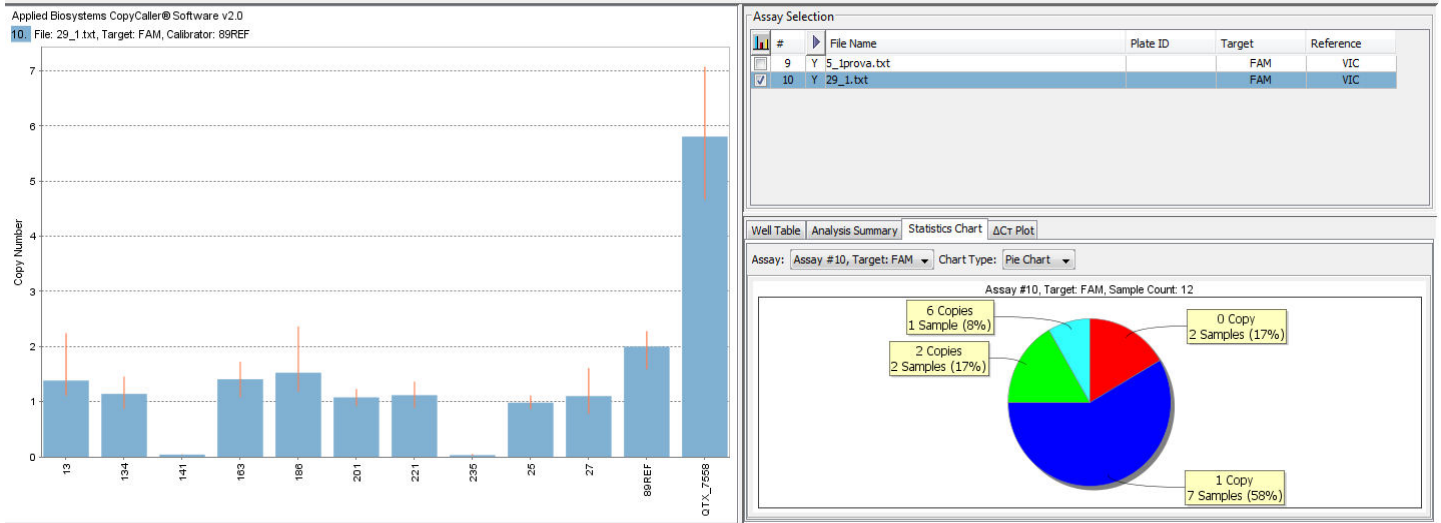 Applied Biosystems CopyCaller® Software v2.0
10. File: 29_1.txt, Target: FAM, Calibrator: 89REF
Copy Number
7
6
5
4
3
2
1
0
13 134 141 163 186 201 221 235 25 27 89REF QTX_7558
Assay Selection
# File Name Plate ID Target Reference
9 Y 5_1prova.txt FAM VIC
10 Y 29_1.txt FAM VIC
Well Table Analysis Summary Statistics Chart ΔCт Plot
Assay: Assay #10, Target: FAM Chart Type: Pie Chart
Assay #10, Target: FAM, Sample Count: 12
6 Copies
1 Sample (8%)
0 Copy
2 Samples (17%)
2 Copies
2 Samples (17%)
1 Copy
7 Samples (58%)